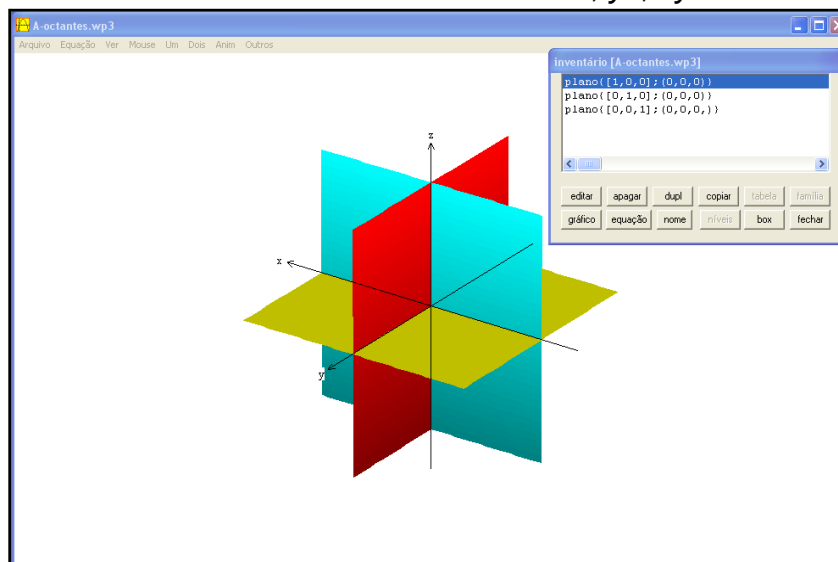 A-octantes.wp3
Arquivo Equação Ver Mouse Um Dois Anim Outros
inventário [A-octantes.wp3]
plano([1,0,0];(0,0,0))
plano([0,1,0];(0,0,0))
plano([0,0,1];(0,0,0,))
editar apagar dupl copiar tabela família
gráfico equação nome níveis box fechar
z
x
y